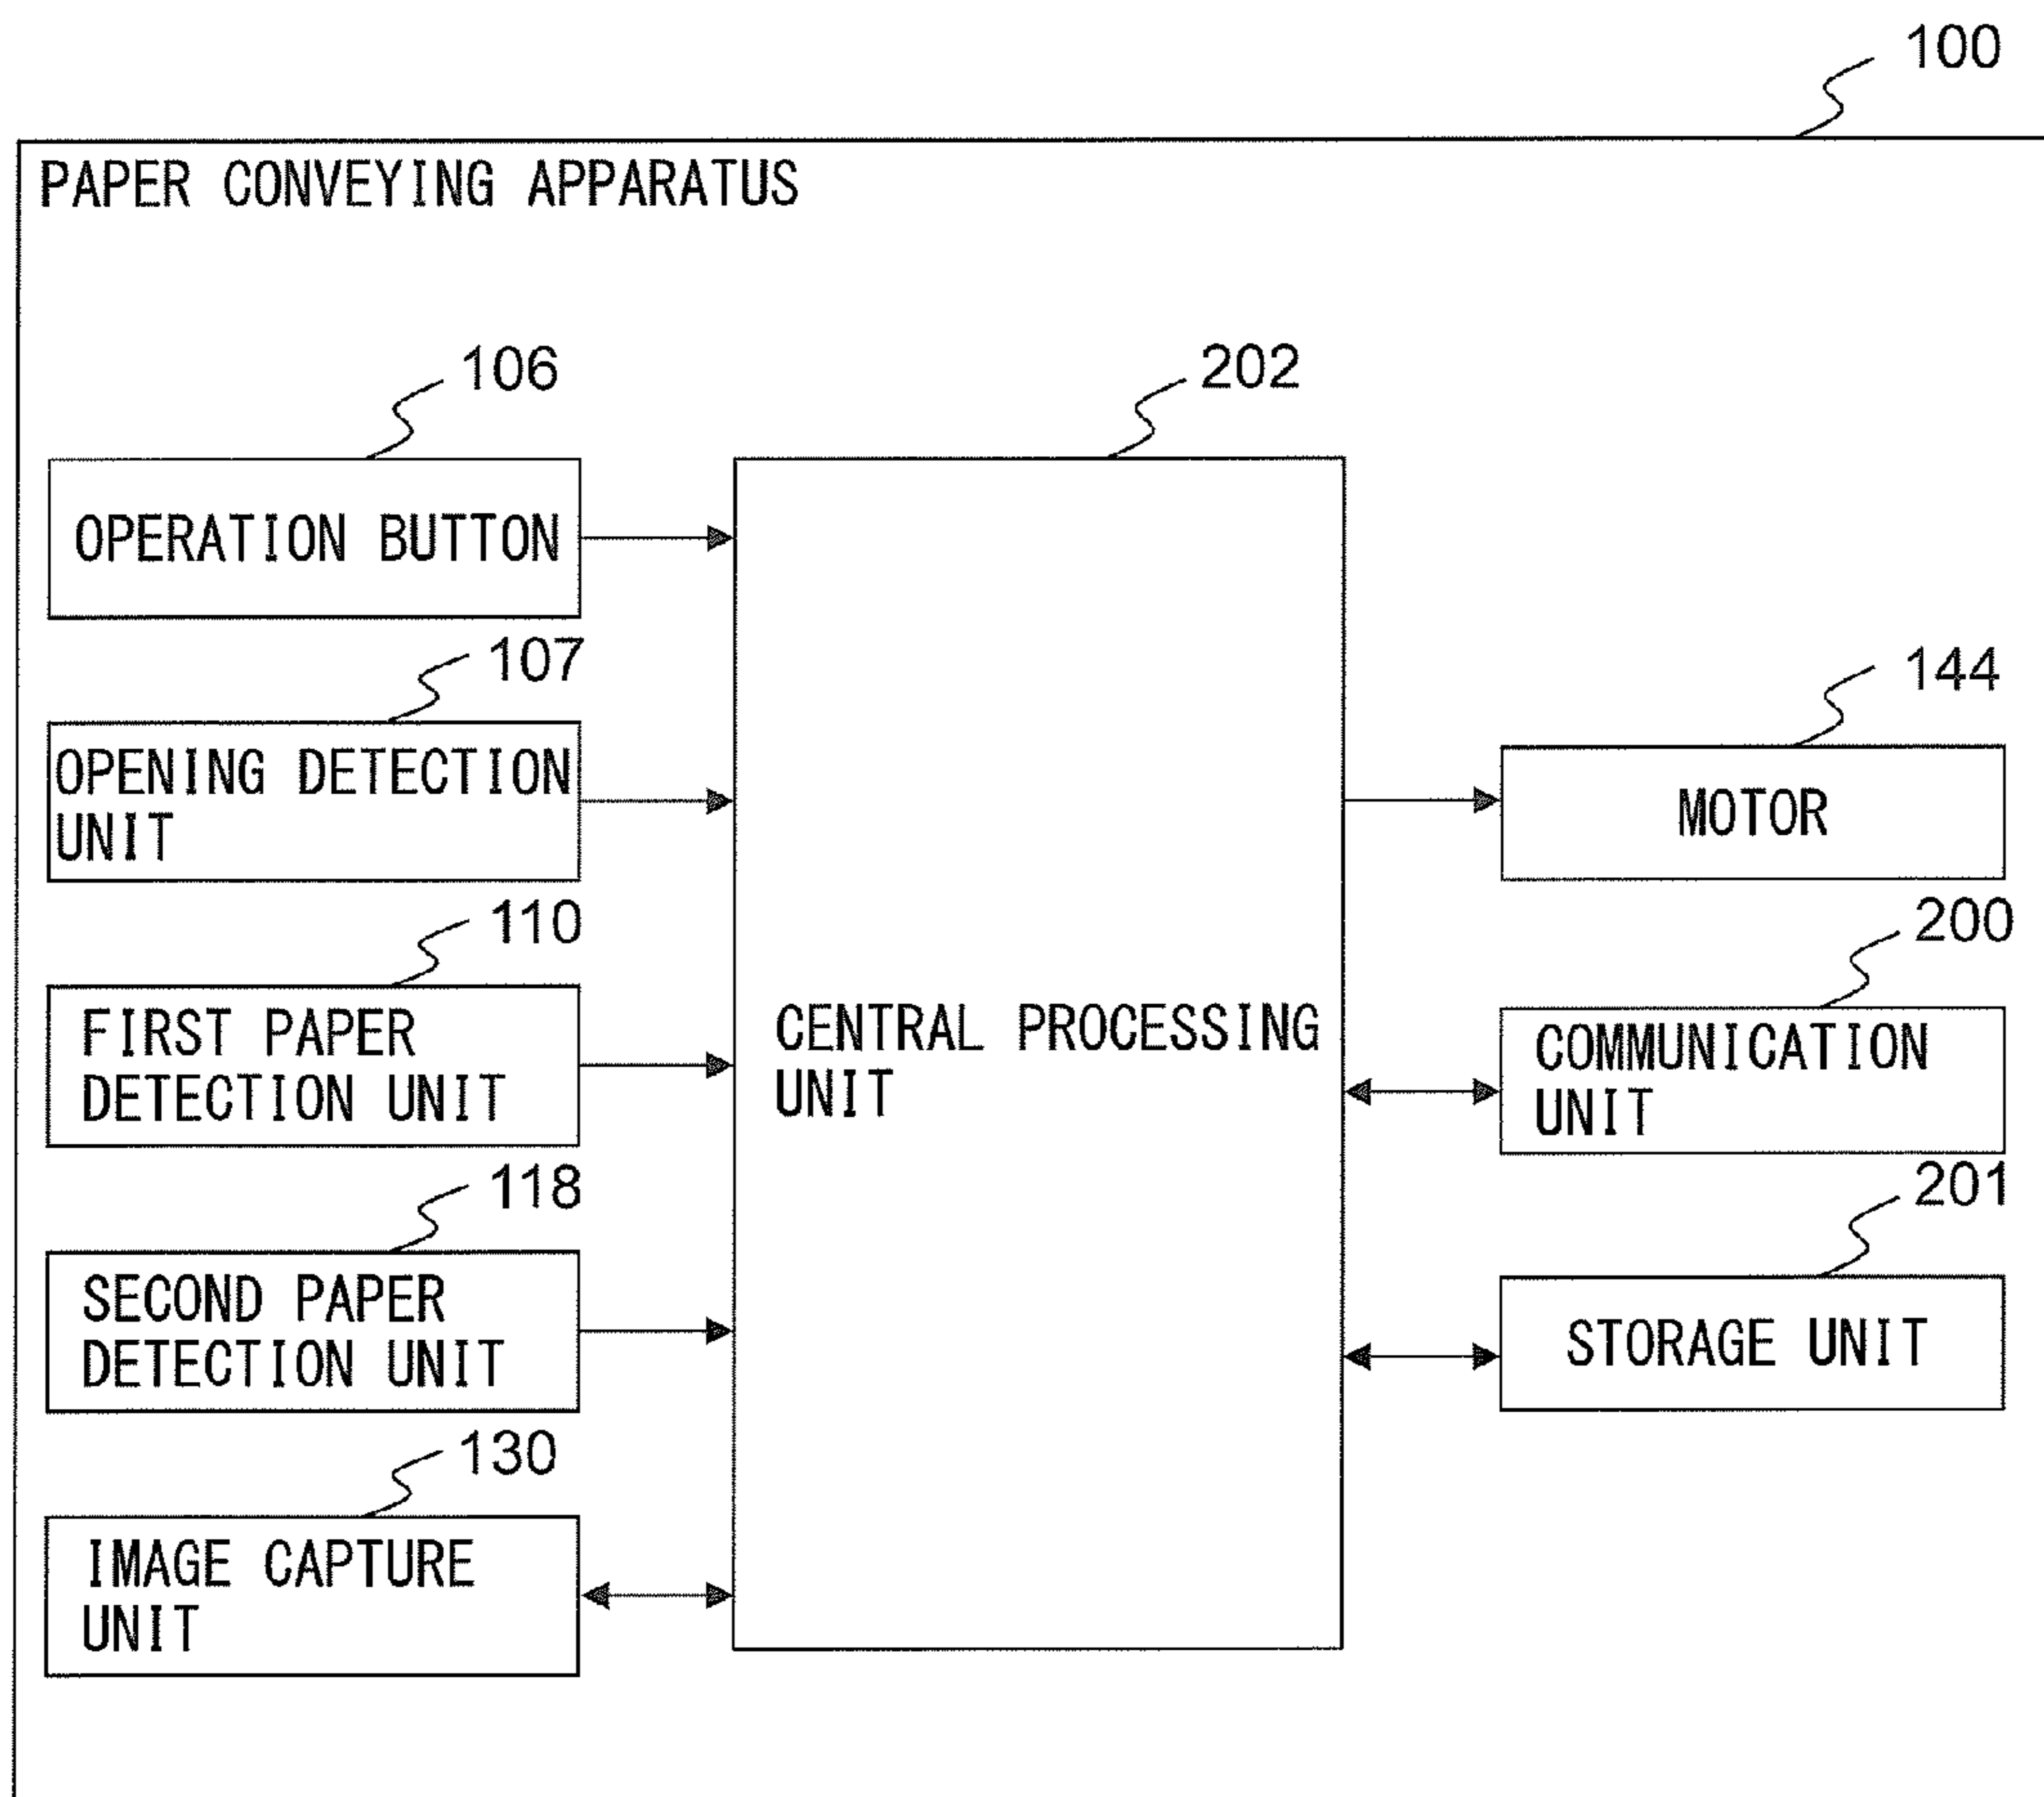 100
PAPER CONVEYING APPARATUS
106
OPERATION BUTTON
107
OPENING DETECTION
UNIT
110
FIRST PAPER
DETECTION UNIT
118
SECOND PAPER
DETECTION UNIT
130
IMAGE CAPTURE
UNIT
202
CENTRAL PROCESSING
UNIT
144
MOTOR
200
COMMUNICATION
UNIT
201
STORAGE UNIT